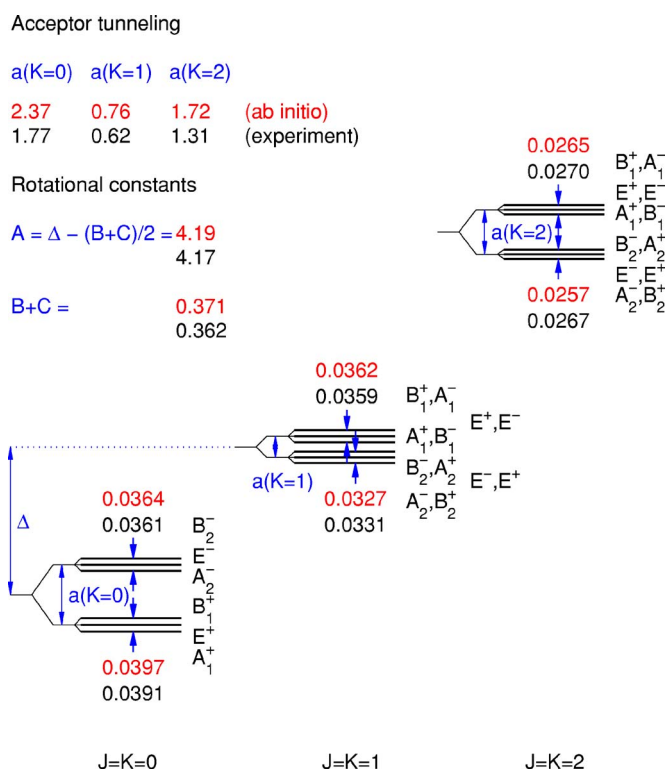 Acceptor tunneling
a(K=0) a(K=1) a(K=2)
2.37 0.76 1.72 (ab initio)
1.77 0.62 1.31 (experiment)
Rotational constants
A = Δ − (B+C)/2 = 4.19
4.17
B+C = 0.371
0.362
0.0265
0.0270
B₁⁺,A₁⁻
E⁺,E⁻
A₁⁺,B₁⁻
a(K=2)
B₂⁻,A₂⁺
E⁻,E⁺
A₂⁻,B₂⁺
0.0257
0.0267
0.0362
0.0359
B₁⁺,A₁⁻
E⁺,E⁻
A₁⁺,B₁⁻
B₂⁻,A₂⁺
a(K=1)
E⁻,E⁺
0.0327
A₂⁻,B₂⁺
0.0331
Δ
0.0364
0.0361
B₂⁻
E⁻
A₂⁻
a(K=0)
B₁⁺
E⁺
A₁⁺
0.0397
0.0391
J=K=0 J=K=1 J=K=2